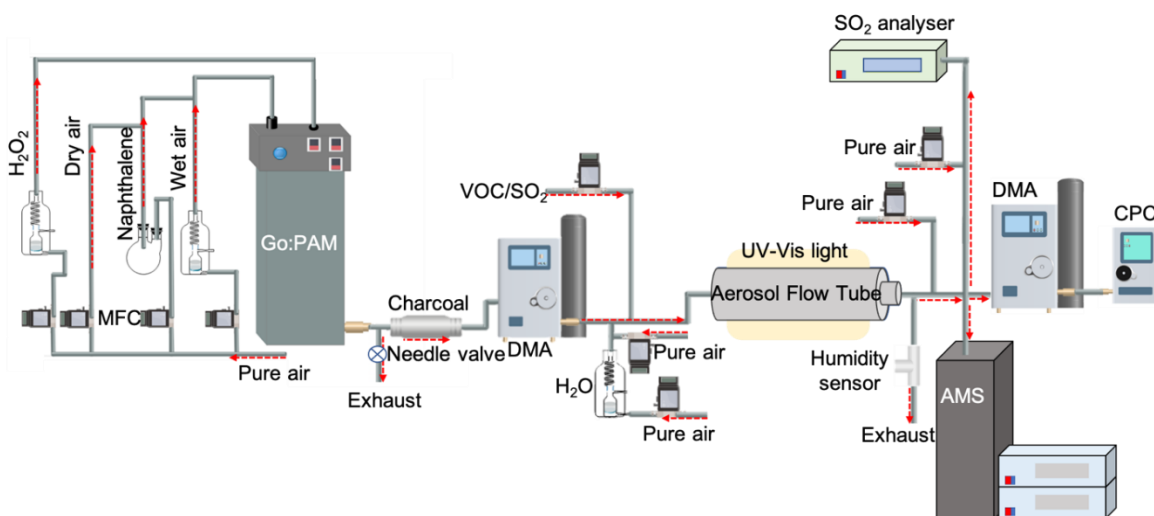 H₂O₂
Dry air
Naphthalene
Wet air
MFC
Pure air
Go:PAM
Charcoal
Needle valve
Exhaust
DMA
VOC/SO₂
H₂O
Pure air
Pure air
UV-Vis light
Aerosol Flow Tube
SO₂ analyser
Pure air
Pure air
Humidity
sensor
Exhaust
AMS
DMA
CPC